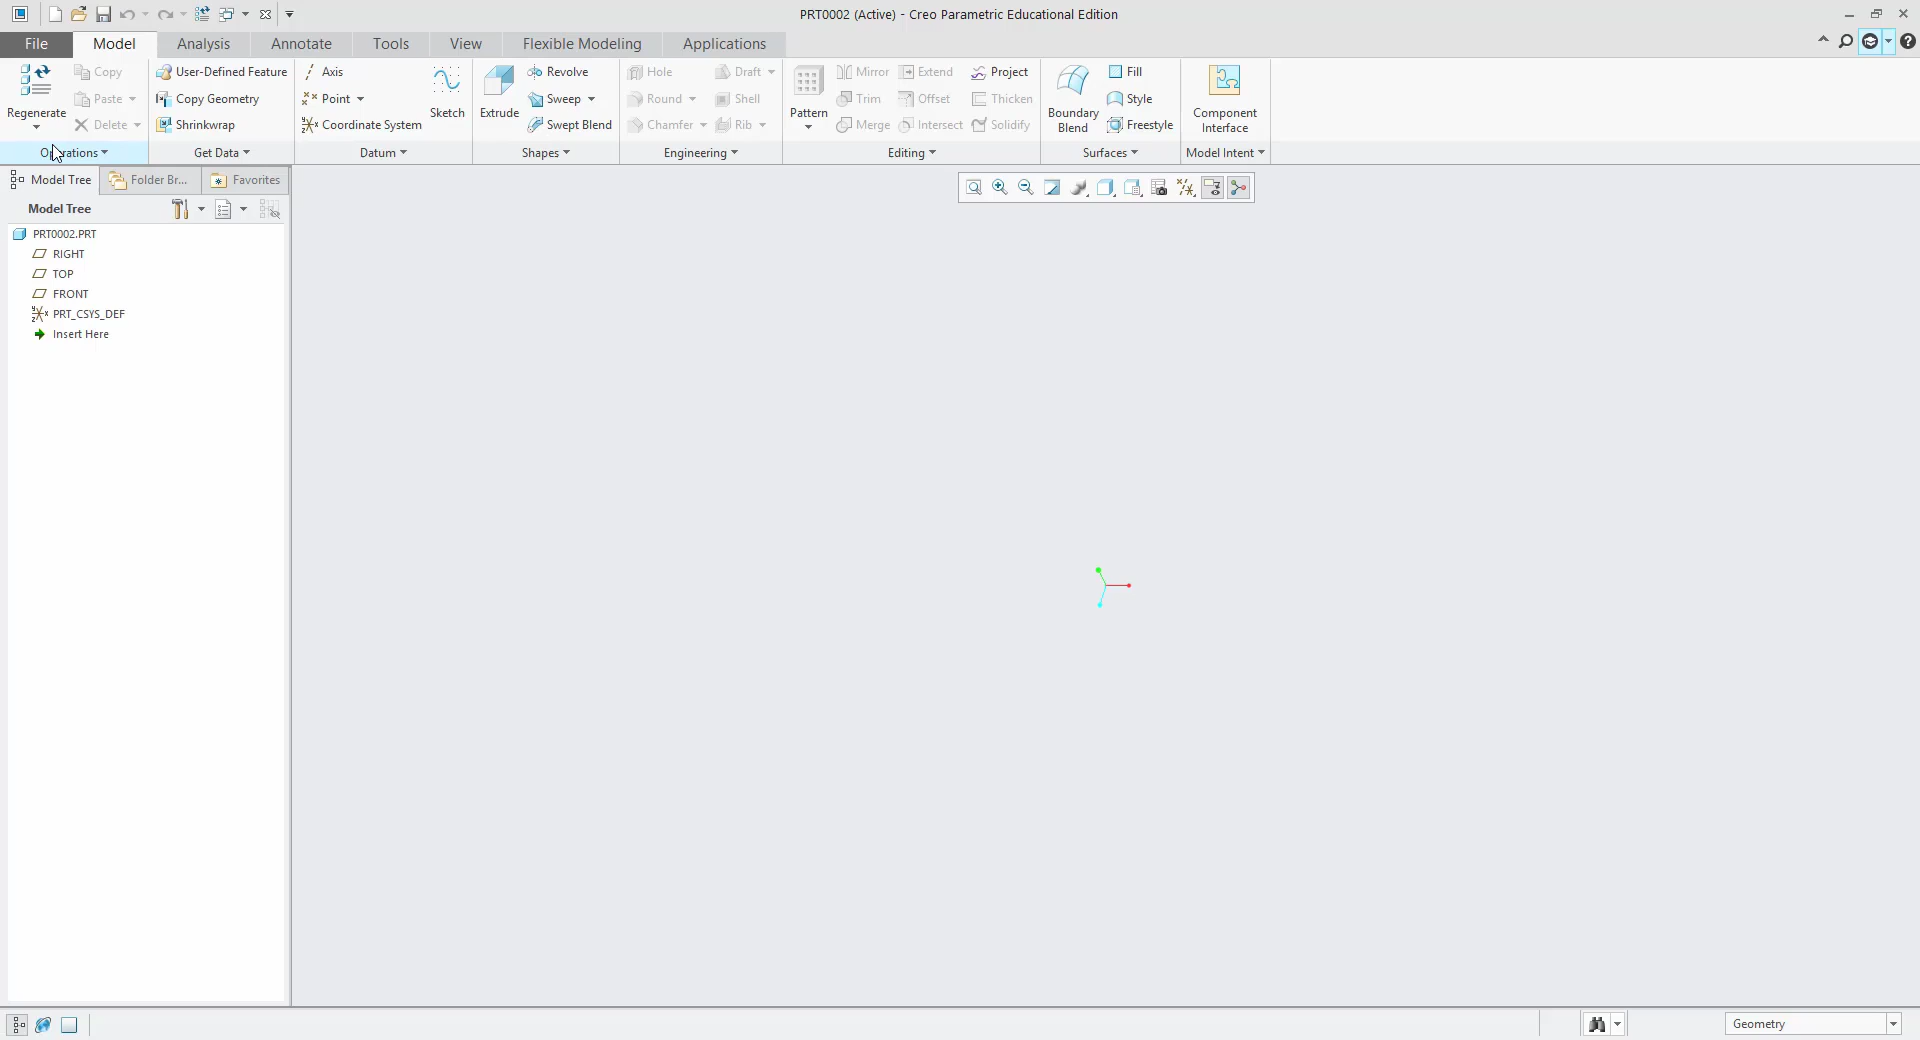 PRT0002 (Active) - Creo Parametric Educational Edition
File Model Analysis Annotate Tools View Flexible Modeling Applications
Regenerate
Copy
Paste
Delete
Operations
User-Defined Feature
Copy Geometry
Shrinkwrap
Get Data
Axis
Point
Coordinate System
Sketch
Datum
Extrude
Revolve
Sweep
Swept Blend
Shapes
Hole
Round
Chamfer
Draft
Shell
Rib
Engineering
Pattern
Mirror
Trim
Merge
Extend
Offset
Intersect
Project
Thicken
Solidify
Editing
Boundary
Blend
Fill
Style
Freestyle
Surfaces
Component
Interface
Model Intent
Model Tree Folder Br... Favorites
Model Tree
PRT0002.PRT
RIGHT
TOP
FRONT
PRT_CSYS_DEF
Insert Here
Geometry